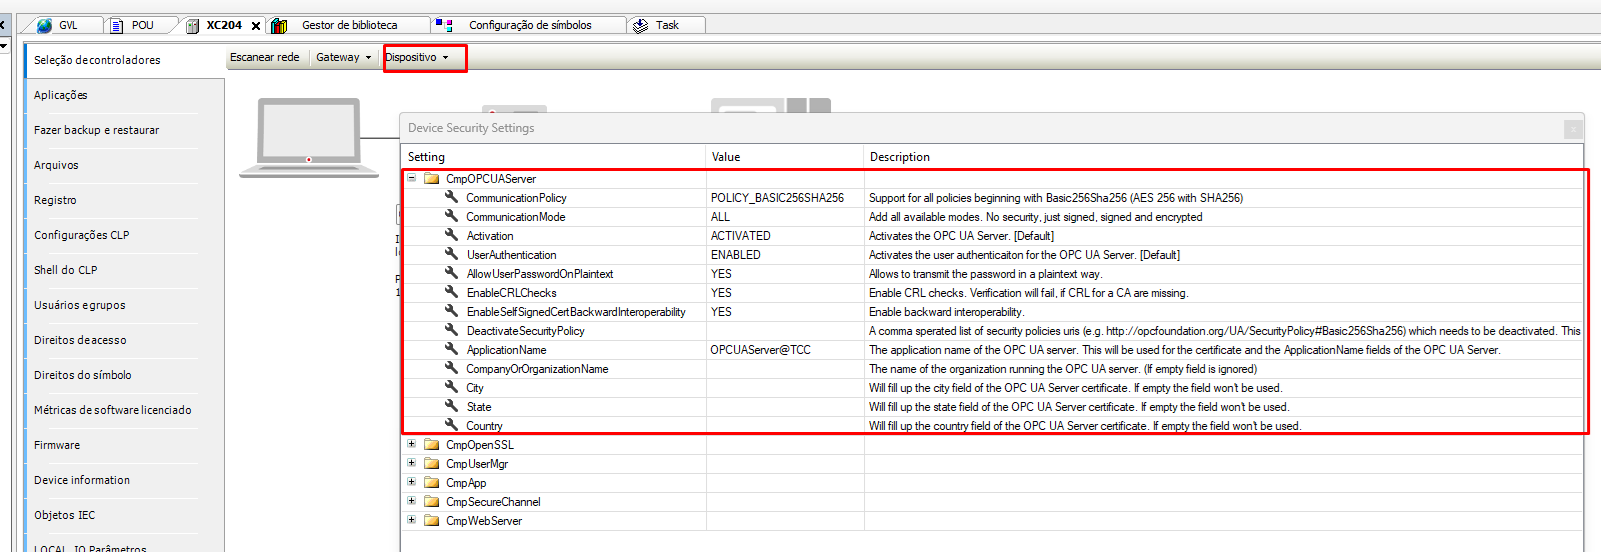 GVL POU XC204 Gestor de biblioteca Configuração de símbolos Task
Seleção de controladores
Escanear rede Gateway Dispositivo
Aplicações
Fazer backup e restaurar
Arquivos
Registro
Configurações CLP
Shell do CLP
Usuários e grupos
Direitos de acesso
Direitos do símbolo
Métricas de software licenciado
Firmware
Device information
Objetos IEC
LOCAL_IO Parâmetros
Device Security Settings
Setting Value Description
CmpOPCUAServer
CommunicationPolicy POLICY_BASIC256SHA256 Support for all policies beginning with Basic256Sha256 (AES 256 with SHA256)
CommunicationMode ALL Add all available modes. No security, just signed, signed and encrypted
Activation ACTIVATED Activates the OPC UA Server. [Default]
UserAuthentication ENABLED Activates the user authenticaiton for the OPC UA Server. [Default]
AllowUserPasswordOnPlaintext YES Allows to transmit the password in a plaintext way.
EnableCRLChecks YES Enable CRL checks. Verification will fail, if CRL for a CA are missing.
EnableSelfSignedCertBackwardInteroperability YES Enable backward interoperability.
DeactivateSecurityPolicy A comma sperated list of security policies uris (e.g. http://opcfoundation.org/UA/SecurityPolicy#Basic256Sha256) which needs to be deactivated. This
ApplicationName OPCUAServer@TCC The application name of the OPC UA server. This will be used for the certificate and the ApplicationName fields of the OPC UA Server.
CompanyOrOrganizationName The name of the organization running the OPC UA server. (If empty field is ignored)
City Will fill up the city field of the OPC UA Server certificate. If empty the field won't be used.
State Will fill up the state field of the OPC UA Server certificate. If empty the field won't be used.
Country Will fill up the country field of the OPC UA Server certificate. If empty the field won't be used.
CmpOpenSSL
CmpUserMgr
CmpApp
CmpSecureChannel
CmpWebServer